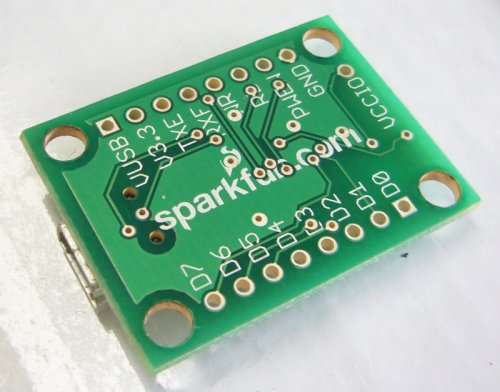 VUSB
V3.3
TXE
RXF
WR
RD
PWEN
GND
VCCIO
sparkfun.com
D7
D6
D5
D4
D3
D2
D1
D0